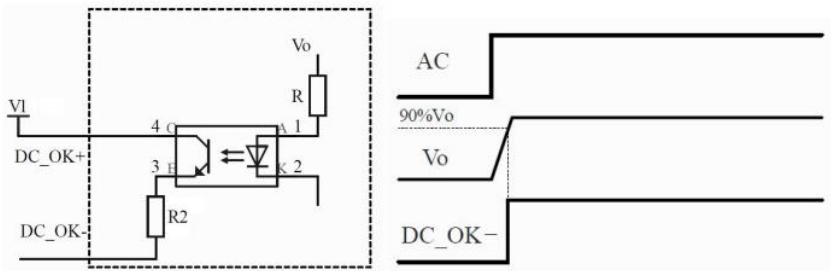 Vo
R
V1
4 C
A 1
DC_OK+
3 E
K 2
R2
DC_OK-
AC
90%Vo
Vo
DC_OK−